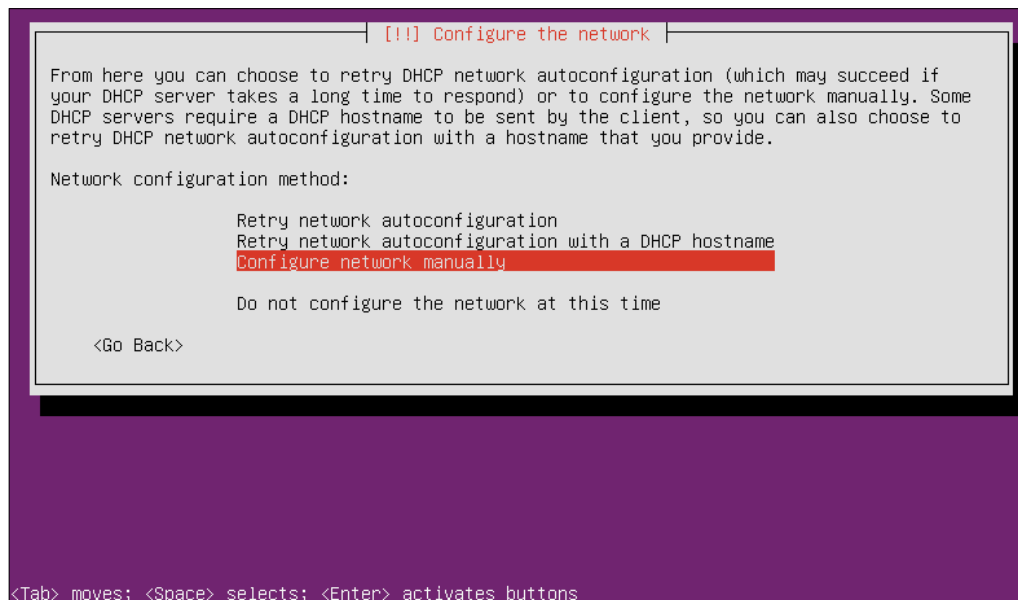 [!!] Configure the network
From here you can choose to retry DHCP network autoconfiguration (which may succeed if
your DHCP server takes a long time to respond) or to configure the network manually. Some
DHCP servers require a DHCP hostname to be sent by the client, so you can also choose to
retry DHCP network autoconfiguration with a hostname that you provide.
Network configuration method:
Retry network autoconfiguration
Retry network autoconfiguration with a DHCP hostname
Configure network manually
Do not configure the network at this time
<Go Back>
<Tab> moves; <Space> selects; <Enter> activates buttons